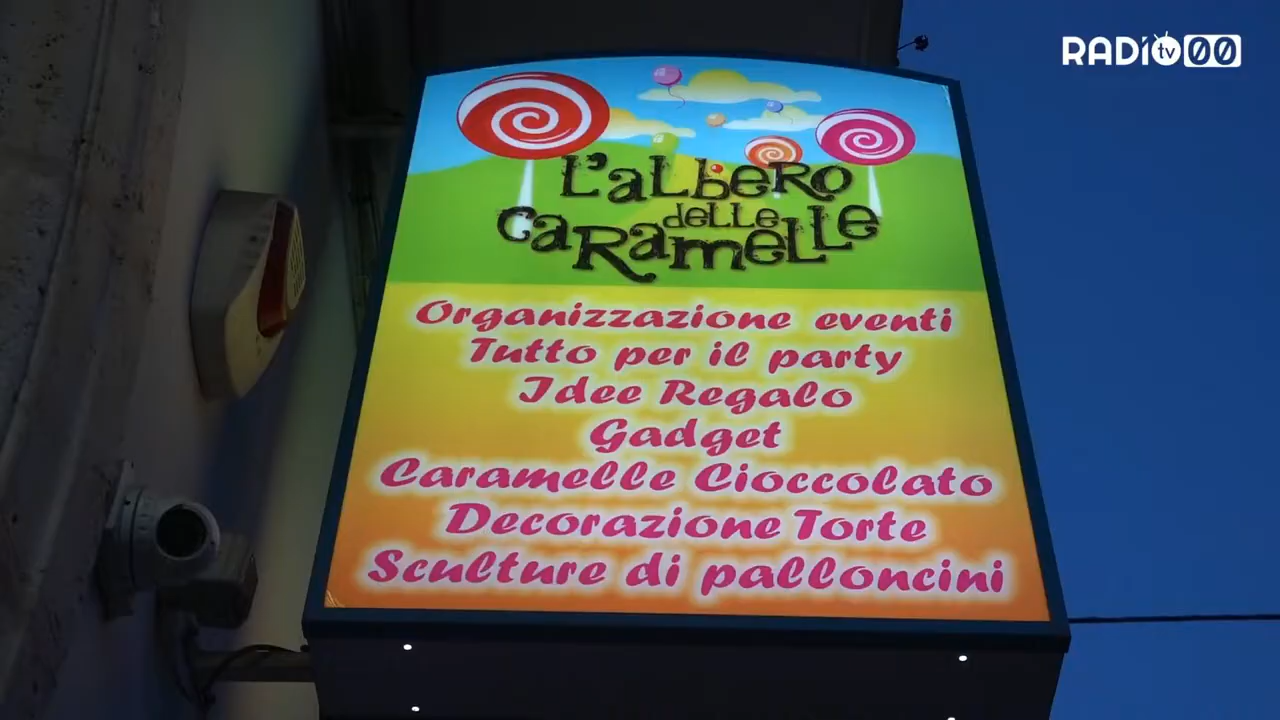 RADIO tv 00
L'aLbeRo
deLLe
caRameLLe
Organizzazione eventi
Tutto per il party
Idee Regalo
Gadget
Caramelle Cioccolato
Decorazione Torte
Sculture di palloncini